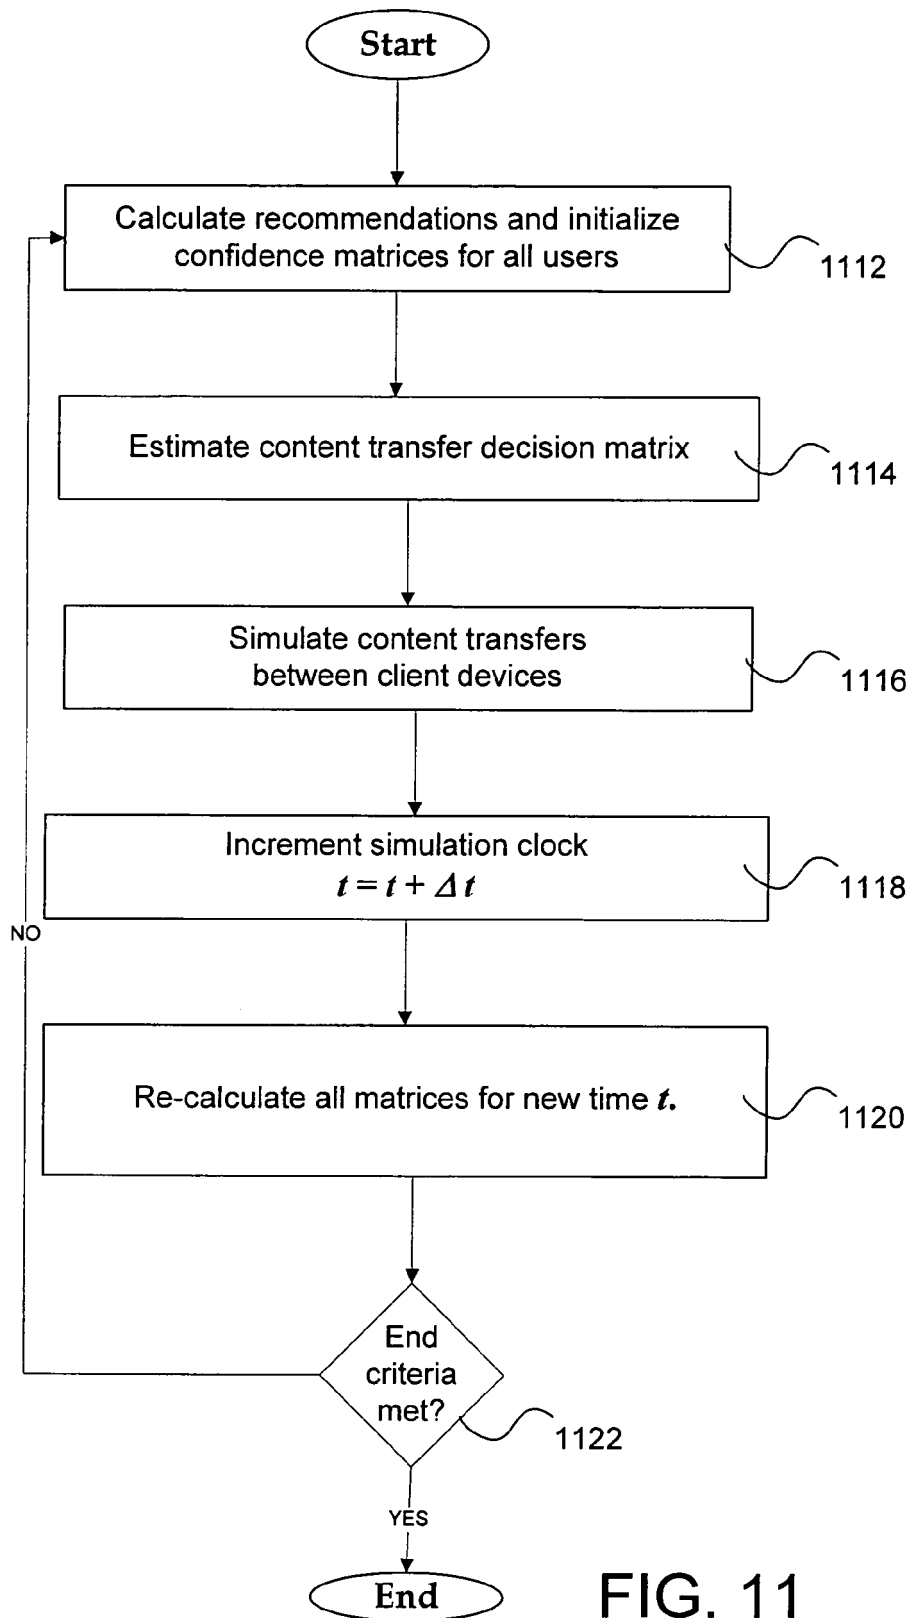 Start
Calculate recommendations and initialize
confidence matrices for all users
1112
Estimate content transfer decision matrix
1114
Simulate content transfers
between client devices
1116
Increment simulation clock
t = t + Δ t
1118
NO
Re-calculate all matrices for new time t.
1120
End
criteria
met?
1122
YES
End
FIG. 11